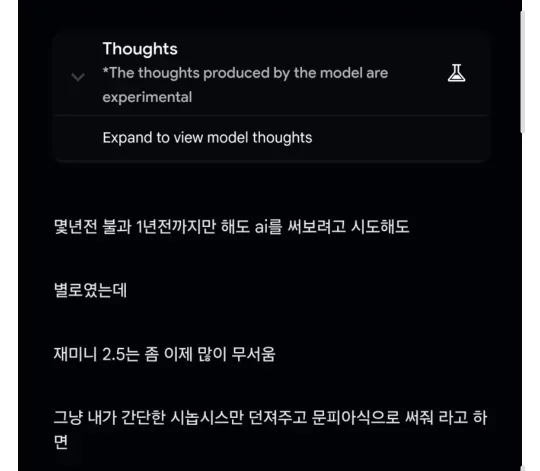 Thoughts
*The thoughts produced by the model are
experimental
Expand to view model thoughts
몇년전 불과 1년전까지만 해도 ai를 써보려고 시도해도
별로였는데
재미니 2.5는 좀 이제 많이 무서움
그냥 내가 간단한 시놉시스만 던져주고 문피아식으로 써줘 라고 하
면